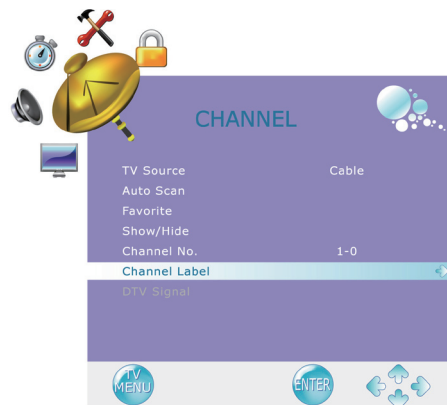 CHANNEL
TV Source Cable
Auto Scan
Favorite
Show/Hide
Channel No. 1-0
Channel Label
DTV Signal
TV
MENU ENTER